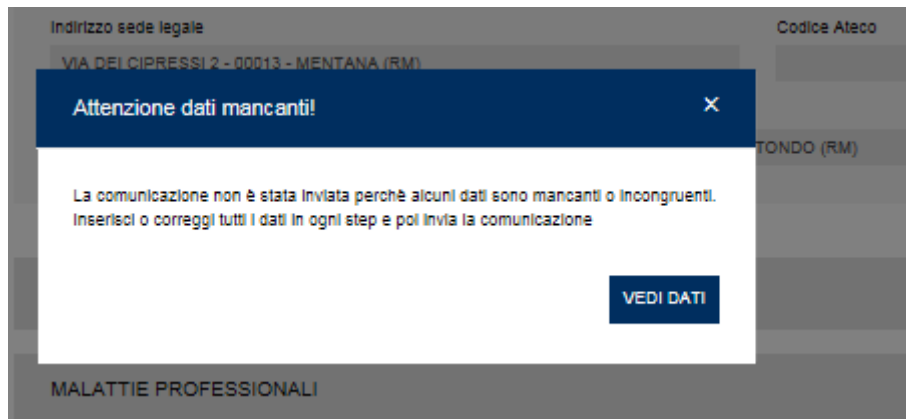 Indirizzo sede legale
Codice Ateco
VIA DEI CIPRESSI 2 - 00013 - MENTANA (RM)
Attenzione dati mancanti!
×
TONDO (RM)
La comunicazione non è stata inviata perchè alcuni dati sono mancanti o incongruenti.
Inserisci o correggi tutti i dati in ogni step e poi invia la comunicazione
VEDI DATI
MALATTIE PROFESSIONALI